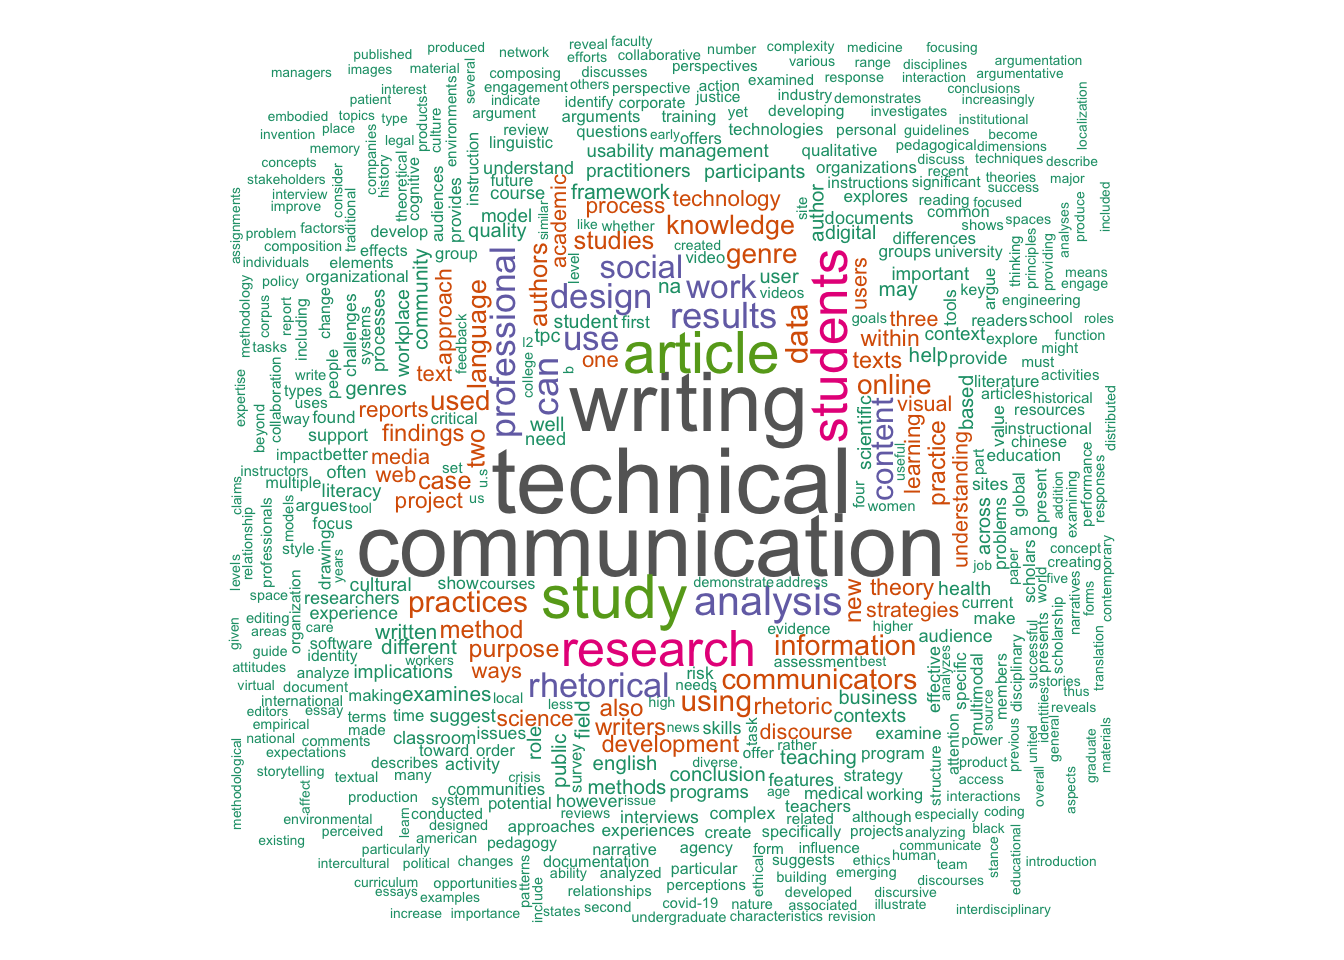 published
produced
network
reveal
faculty
efforts
collaborative
number
complexity
medicine
focusing
managers
images
material
several
composing
discusses
perspectives
various
range
disciplines
argumentation
interest
engagement
others
perspective
action
examined
response
interaction
argumentative
patient
products
culture
environments
indicate
identify
corporate
justice
industry
demonstrates
conclusions
increasingly
localization
embodied
topics
type
argument
arguments
training
yet
developing
investigates
institutional
invention
place
companies
legal
review
questions
early
offers
technologies
personal
guidelines
become
memory
history
theoretical
cognitive
instruction
linguistic
usability
management
qualitative
pedagogical
dimensions
concepts
understand
practitioners
participants
organizations
discuss
techniques
describe
stakeholders
consider
audiences
provides
future
academic
framework
author
instructions
significant
recent
theories
major
interview
traditional
course
process
technology
explores
reading
focused
success
included
assignments
improve
model
similar
studies
knowledge
site
documents
common
spaces
analyses
produce
problem
factors
develop
quality
like
whether
digital
differences
shows
thinking
principles
providing
composition
effects
group
professional
authors
level
created
video
genre
students
users
groups
university
individuals
elements
community
social
work
user
important
argue
means
policy
organizational
approach
language
design
na
videos
may
tools
key
engage
methodology
corpus
report
including
change
challenges
systems
processes
workplace
feedback
student
first
results
data
goals
three
readers
school
engineering
roles
tasks
people
l2
tpc
use
within
context
explore
function
might
expertise
collaboration
write
text
college
can
b
one
article
texts
help
provide
must
types
genres
used
writing
online
based
literature
activities
beyond
uses
reports
critical
well
content
visual
articles
historical
distributed
way
found
findings
two
need
scientific
learning
practice
understanding
value
resources
support
instructional
impact
better
media
set
technical
useful
part
chinese
education
instructors
often
web
case
u.s
four
sites
claims
multiple
literacy
project
us
women
across
problems
global
present
addition
examining
performance
responses
relationship
models
argues
tool
professionals
focus
communication
among
levels
style
drawing
years
job
paper
scholars
concept
creating
contemporary
space
cultural
show
courses
study
demonstrate
address
new
theory
health
world
five
forms
organization
researchers
practices
analysis
strategies
current
narratives
given
editing
experience
make
scholarship
areas
care
written
method
evidence
higher
audience
successful
presents
translation
guide
software
different
purpose
research
information
effective
analyzes
specific
multimodal
members
disciplinary
attitudes
identity
workers
assessment
best
analyze
implications
ways
risk
stories
virtual
document
making
examines
local
rhetorical
needs
communicators
business
source
thus
international
less
also
high
using
rhetoric
contexts
identities
reveals
editors
essay
terms
time
suggest
science
field
writers
news
skills
task
discourse
attention
power
previous
united
general
graduate
materials
empirical
made
issues
role
public
survey
development
examine
national
comments
classroom
toward
order
offer
rather
structure
product
methodological
expectations
describes
activity
english
diverse
teaching
program
access
overall
aspects
storytelling
affect
textual
many
communities
crisis
methods
conclusion
features
strategy
interactions
production
system
potential
however
issue
programs
age
medical
working
environmental
learn
conducted
reviews
interviews
complex
teachers
although
especially
coding
perceived
designed
approaches
experiences
create
related
specifically
projects
analyzing
black
existing
american
pedagogy
stance
educational
particularly
narrative
agency
form
influence
communicate
intercultural
political
changes
patterns
documentation
particular
ethical
suggests
ethics
human
team
introduction
ability
analyzed
building
emerging
curriculum
opportunities
include
relationships
perceptions
developed
discursive
discourses
essays
examples
covid-19
nature
associated
illustrate
increase
importance
states
second
undergraduate
characteristics
revision
interdisciplinary